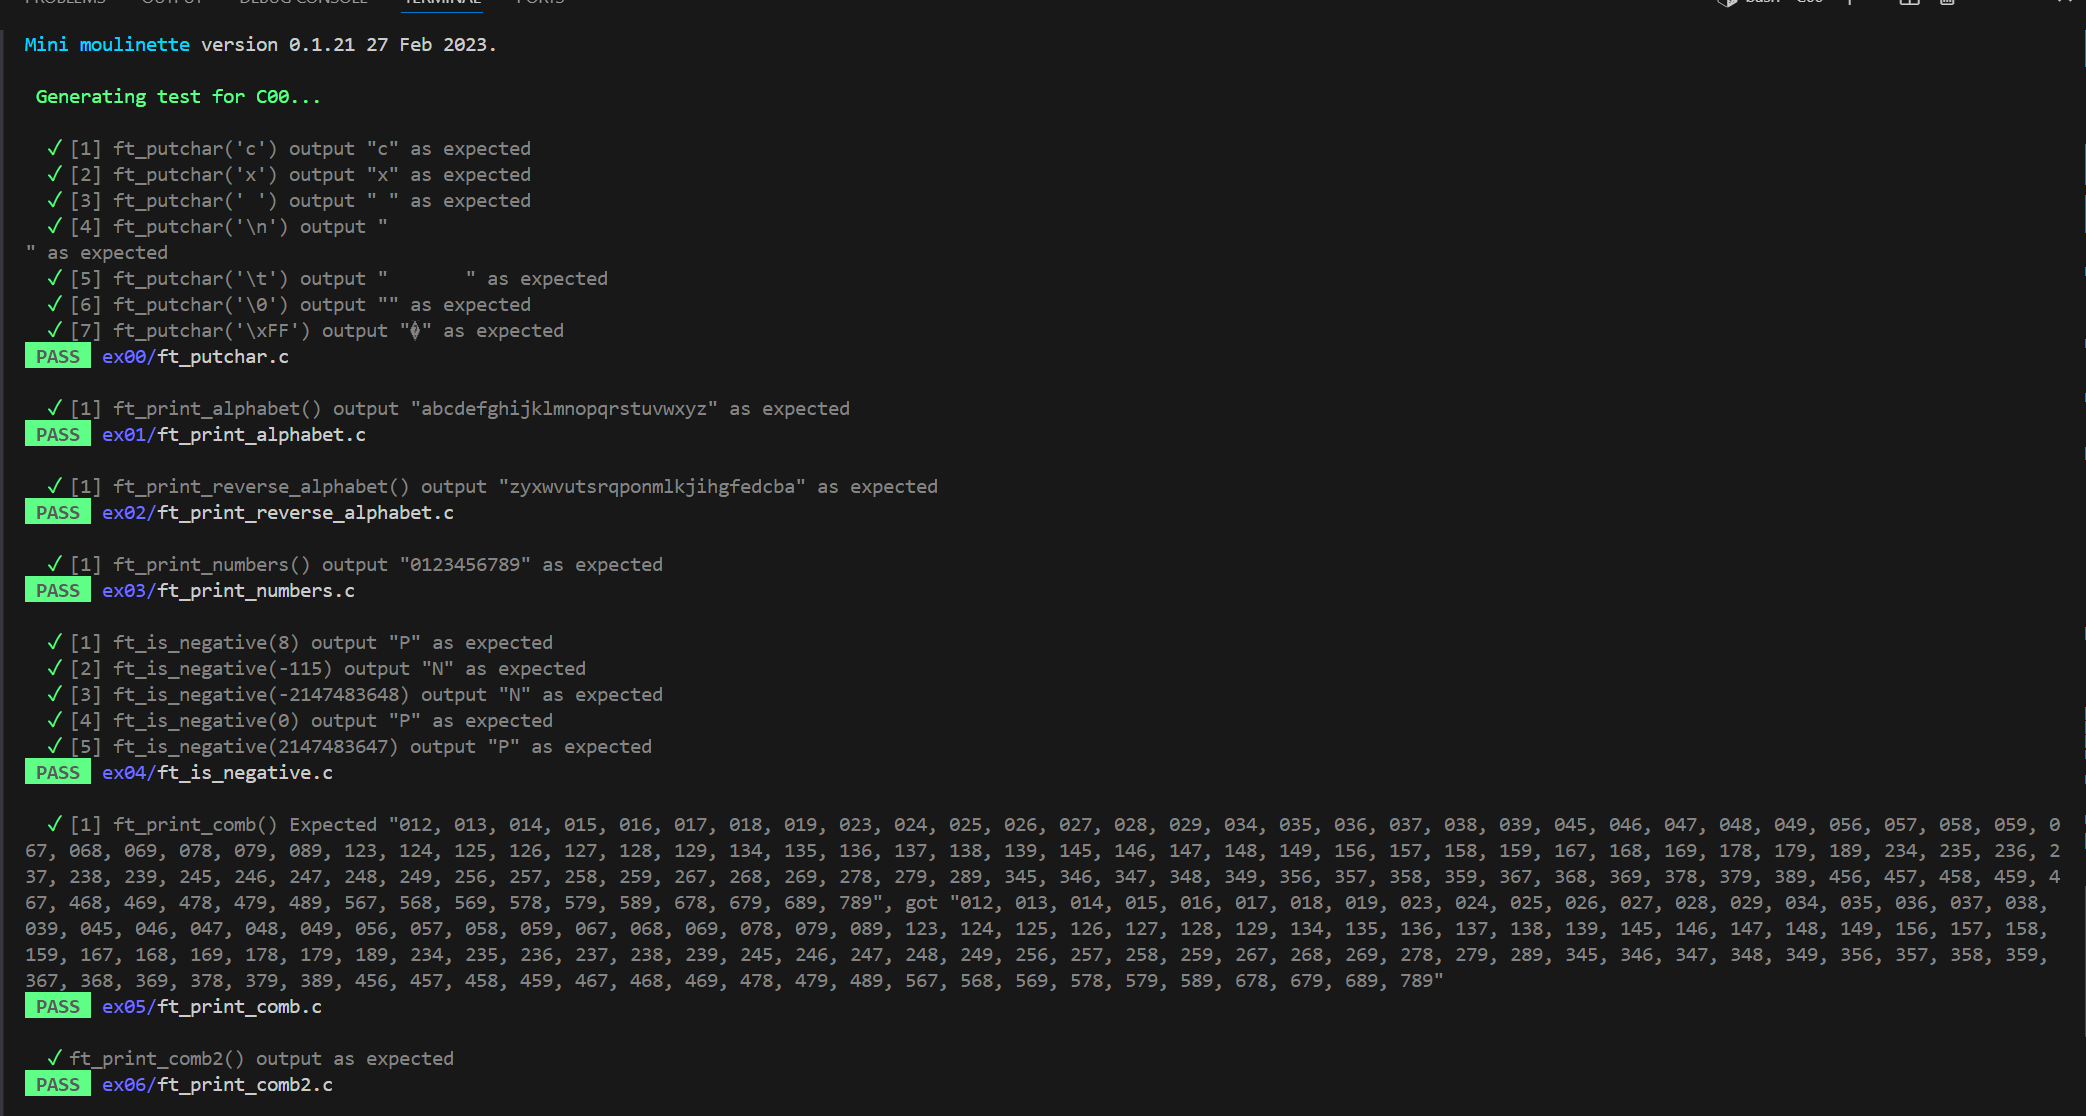 PROBLEMS OUTPUT DEBUG CONSOLE TERMINAL PORTS bash - C00
Mini moulinette version 0.1.21 27 Feb 2023.
Generating test for C00...
✓ [1] ft_putchar('c') output "c" as expected
✓ [2] ft_putchar('x') output "x" as expected
✓ [3] ft_putchar(' ') output " " as expected
✓ [4] ft_putchar('\n') output "
" as expected
✓ [5] ft_putchar('\t') output "       " as expected
✓ [6] ft_putchar('\0') output "" as expected
✓ [7] ft_putchar('\xFF') output "�" as expected
PASS ex00/ft_putchar.c
✓ [1] ft_print_alphabet() output "abcdefghijklmnopqrstuvwxyz" as expected
PASS ex01/ft_print_alphabet.c
✓ [1] ft_print_reverse_alphabet() output "zyxwvutsrqponmlkjihgfedcba" as expected
PASS ex02/ft_print_reverse_alphabet.c
✓ [1] ft_print_numbers() output "0123456789" as expected
PASS ex03/ft_print_numbers.c
✓ [1] ft_is_negative(8) output "P" as expected
✓ [2] ft_is_negative(-115) output "N" as expected
✓ [3] ft_is_negative(-2147483648) output "N" as expected
✓ [4] ft_is_negative(0) output "P" as expected
✓ [5] ft_is_negative(2147483647) output "P" as expected
PASS ex04/ft_is_negative.c
✓ [1] ft_print_comb() Expected "012, 013, 014, 015, 016, 017, 018, 019, 023, 024, 025, 026, 027, 028, 029, 034, 035, 036, 037, 038, 039, 045, 046, 047, 048, 049, 056, 057, 058, 059, 0
67, 068, 069, 078, 079, 089, 123, 124, 125, 126, 127, 128, 129, 134, 135, 136, 137, 138, 139, 145, 146, 147, 148, 149, 156, 157, 158, 159, 167, 168, 169, 178, 179, 189, 234, 235, 236, 2
37, 238, 239, 245, 246, 247, 248, 249, 256, 257, 258, 259, 267, 268, 269, 278, 279, 289, 345, 346, 347, 348, 349, 356, 357, 358, 359, 367, 368, 369, 378, 379, 389, 456, 457, 458, 459, 4
67, 468, 469, 478, 479, 489, 567, 568, 569, 578, 579, 589, 678, 679, 689, 789", got "012, 013, 014, 015, 016, 017, 018, 019, 023, 024, 025, 026, 027, 028, 029, 034, 035, 036, 037, 038,
039, 045, 046, 047, 048, 049, 056, 057, 058, 059, 067, 068, 069, 078, 079, 089, 123, 124, 125, 126, 127, 128, 129, 134, 135, 136, 137, 138, 139, 145, 146, 147, 148, 149, 156, 157, 158,
159, 167, 168, 169, 178, 179, 189, 234, 235, 236, 237, 238, 239, 245, 246, 247, 248, 249, 256, 257, 258, 259, 267, 268, 269, 278, 279, 289, 345, 346, 347, 348, 349, 356, 357, 358, 359,
367, 368, 369, 378, 379, 389, 456, 457, 458, 459, 467, 468, 469, 478, 479, 489, 567, 568, 569, 578, 579, 589, 678, 679, 689, 789"
PASS ex05/ft_print_comb.c
✓ ft_print_comb2() output as expected
PASS ex06/ft_print_comb2.c